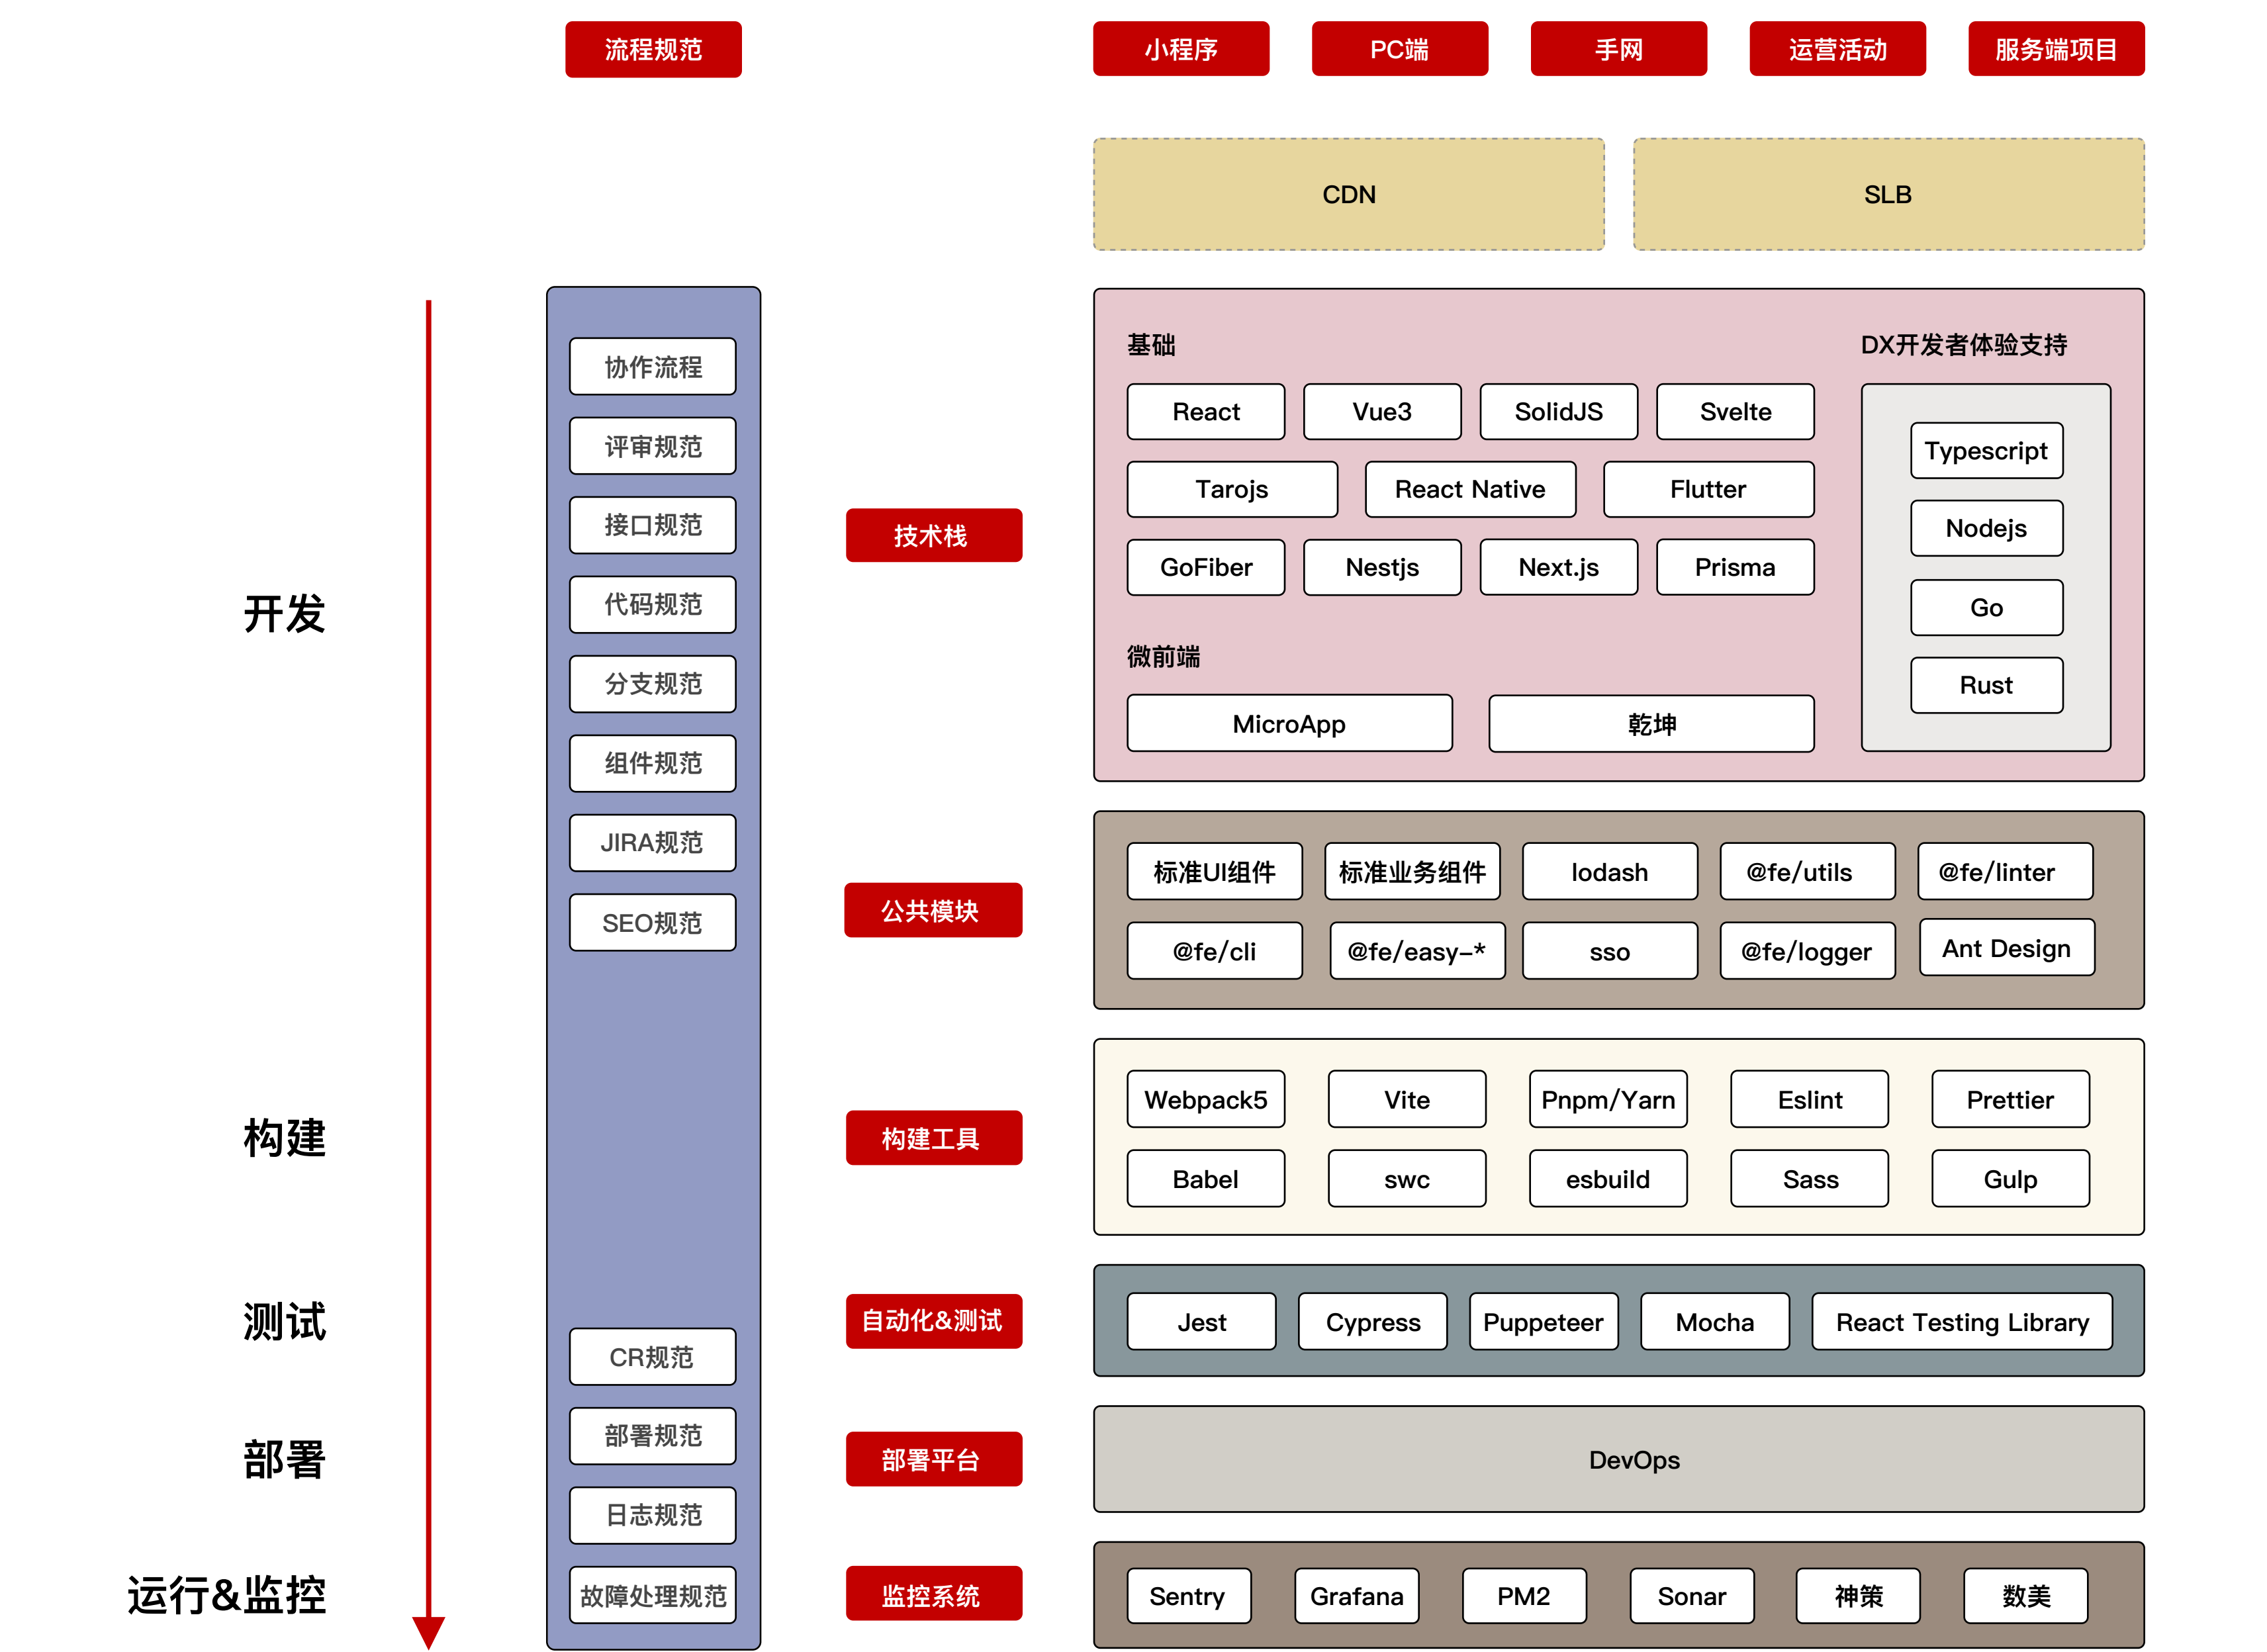 流程规范
小程序
PC端
手网
运营活动
服务端项目
CDN
SLB
开发
构建
测试
部署
运行&监控
协作流程
评审规范
接口规范
代码规范
分支规范
组件规范
JIRA规范
SEO规范
CR规范
部署规范
日志规范
故障处理规范
技术栈
基础
React
Vue3
SolidJS
Svelte
Tarojs
React Native
Flutter
GoFiber
Nestjs
Next.js
Prisma
微前端
MicroApp
乾坤
DX开发者体验支持
Typescript
Nodejs
Go
Rust
公共模块
标准UI组件
标准业务组件
lodash
@fe/utils
@fe/linter
@fe/cli
@fe/easy-*
sso
@fe/logger
Ant Design
构建工具
Webpack5
Vite
Pnpm/Yarn
Eslint
Prettier
Babel
swc
esbuild
Sass
Gulp
自动化&测试
Jest
Cypress
Puppeteer
Mocha
React Testing Library
部署平台
DevOps
监控系统
Sentry
Grafana
PM2
Sonar
神策
数美